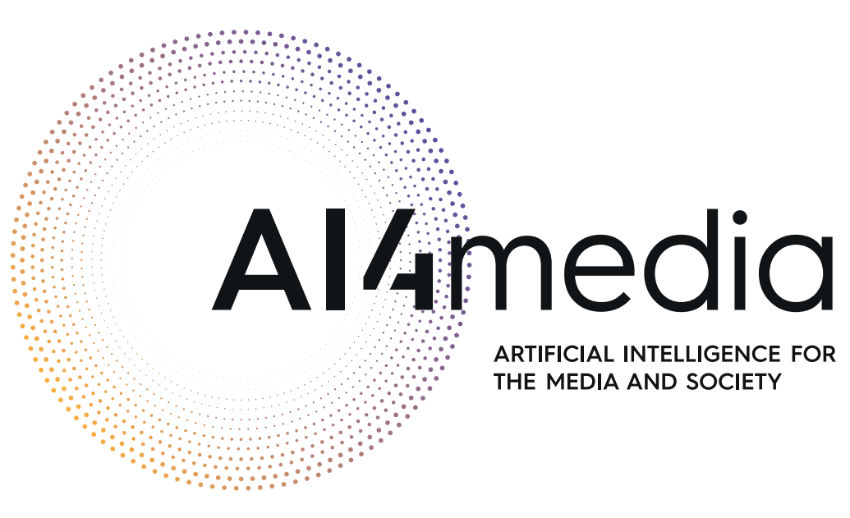 AI4media
ARTIFICIAL INTELLIGENCE FOR
THE MEDIA AND SOCIETY